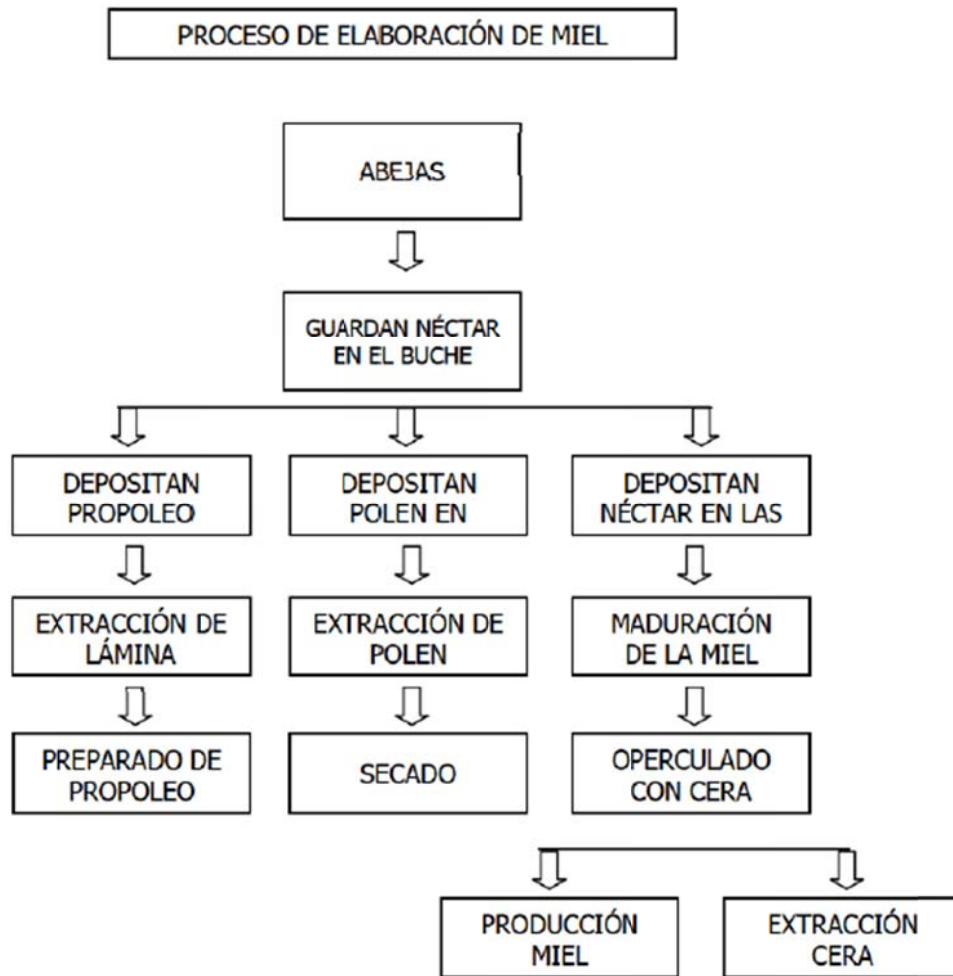 PROCESO DE ELABORACIÓN DE MIEL
ABEJAS
GUARDAN NÉCTAR
EN EL BUCHE
DEPOSITAN
PROPOLEO
DEPOSITAN
POLEN EN
DEPOSITAN
NÉCTAR EN LAS
EXTRACCIÓN DE
LÁMINA
EXTRACCIÓN DE
POLEN
MADURACIÓN
DE LA MIEL
PREPARADO DE
PROPOLEO
SECADO
OPERCULADO
CON CERA
PRODUCCIÓN
MIEL
EXTRACCIÓN
CERA